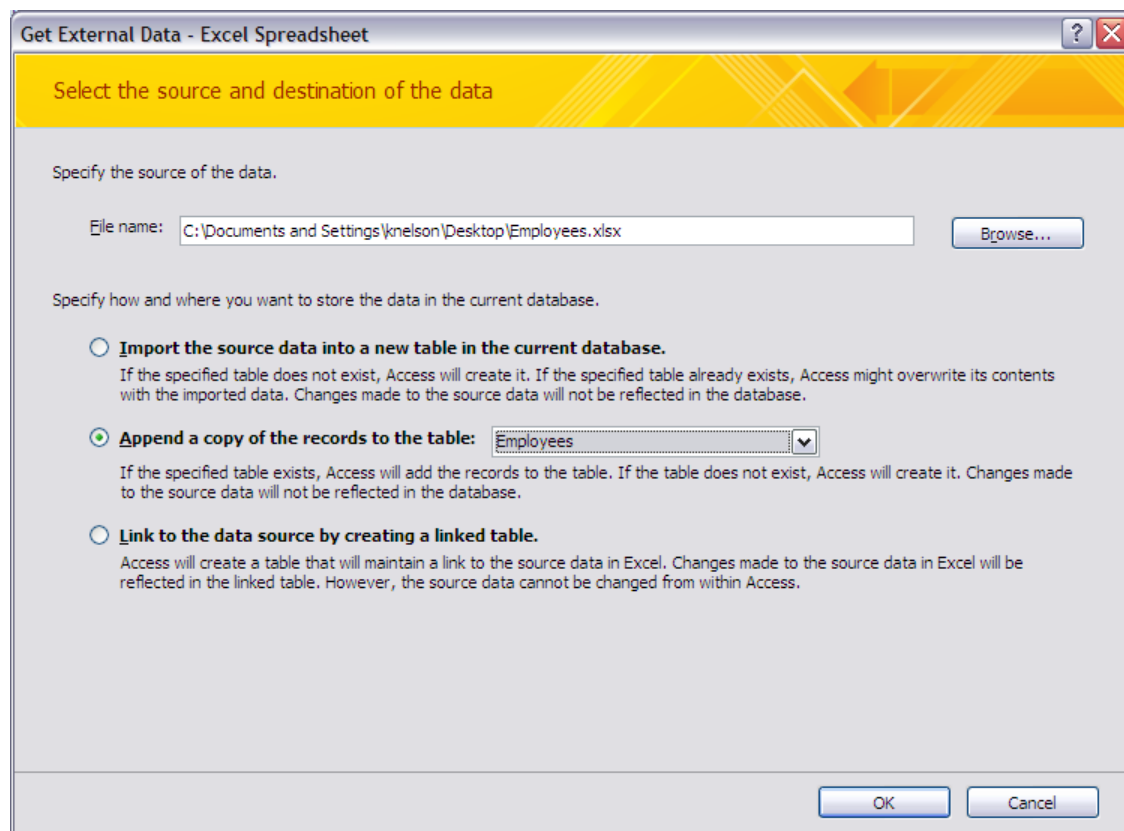 Get External Data - Excel Spreadsheet
Select the source and destination of the data
Specify the source of the data.
File name: C:\Documents and Settings\knelson\Desktop\Employees.xlsx Browse...
Specify how and where you want to store the data in the current database.
Import the source data into a new table in the current database.
If the specified table does not exist, Access will create it. If the specified table already exists, Access might overwrite its contents
with the imported data. Changes made to the source data will not be reflected in the database.
Append a copy of the records to the table: Employees
If the specified table exists, Access will add the records to the table. If the table does not exist, Access will create it. Changes made
to the source data will not be reflected in the database.
Link to the data source by creating a linked table.
Access will create a table that will maintain a link to the source data in Excel. Changes made to the source data in Excel will be
reflected in the linked table. However, the source data cannot be changed from within Access.
OK Cancel